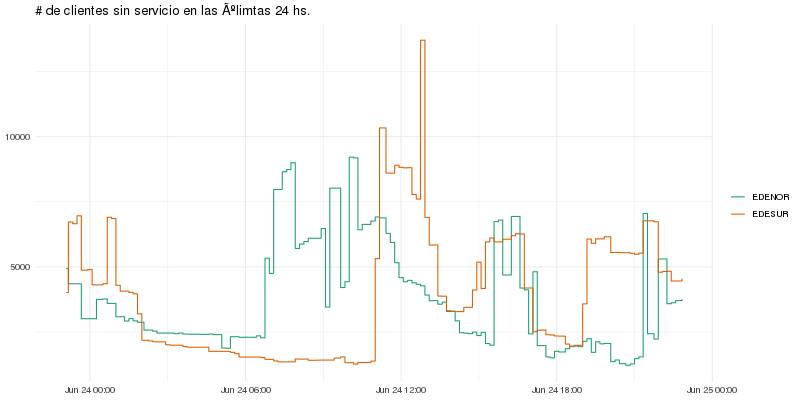 # de clientes sin servicio en las Ãºlimtas 24 hs.
10000
5000
EDENOR
EDESUR
Jun 24 00:00
Jun 24 06:00
Jun 24 12:00
Jun 24 18:00
Jun 25 00:00